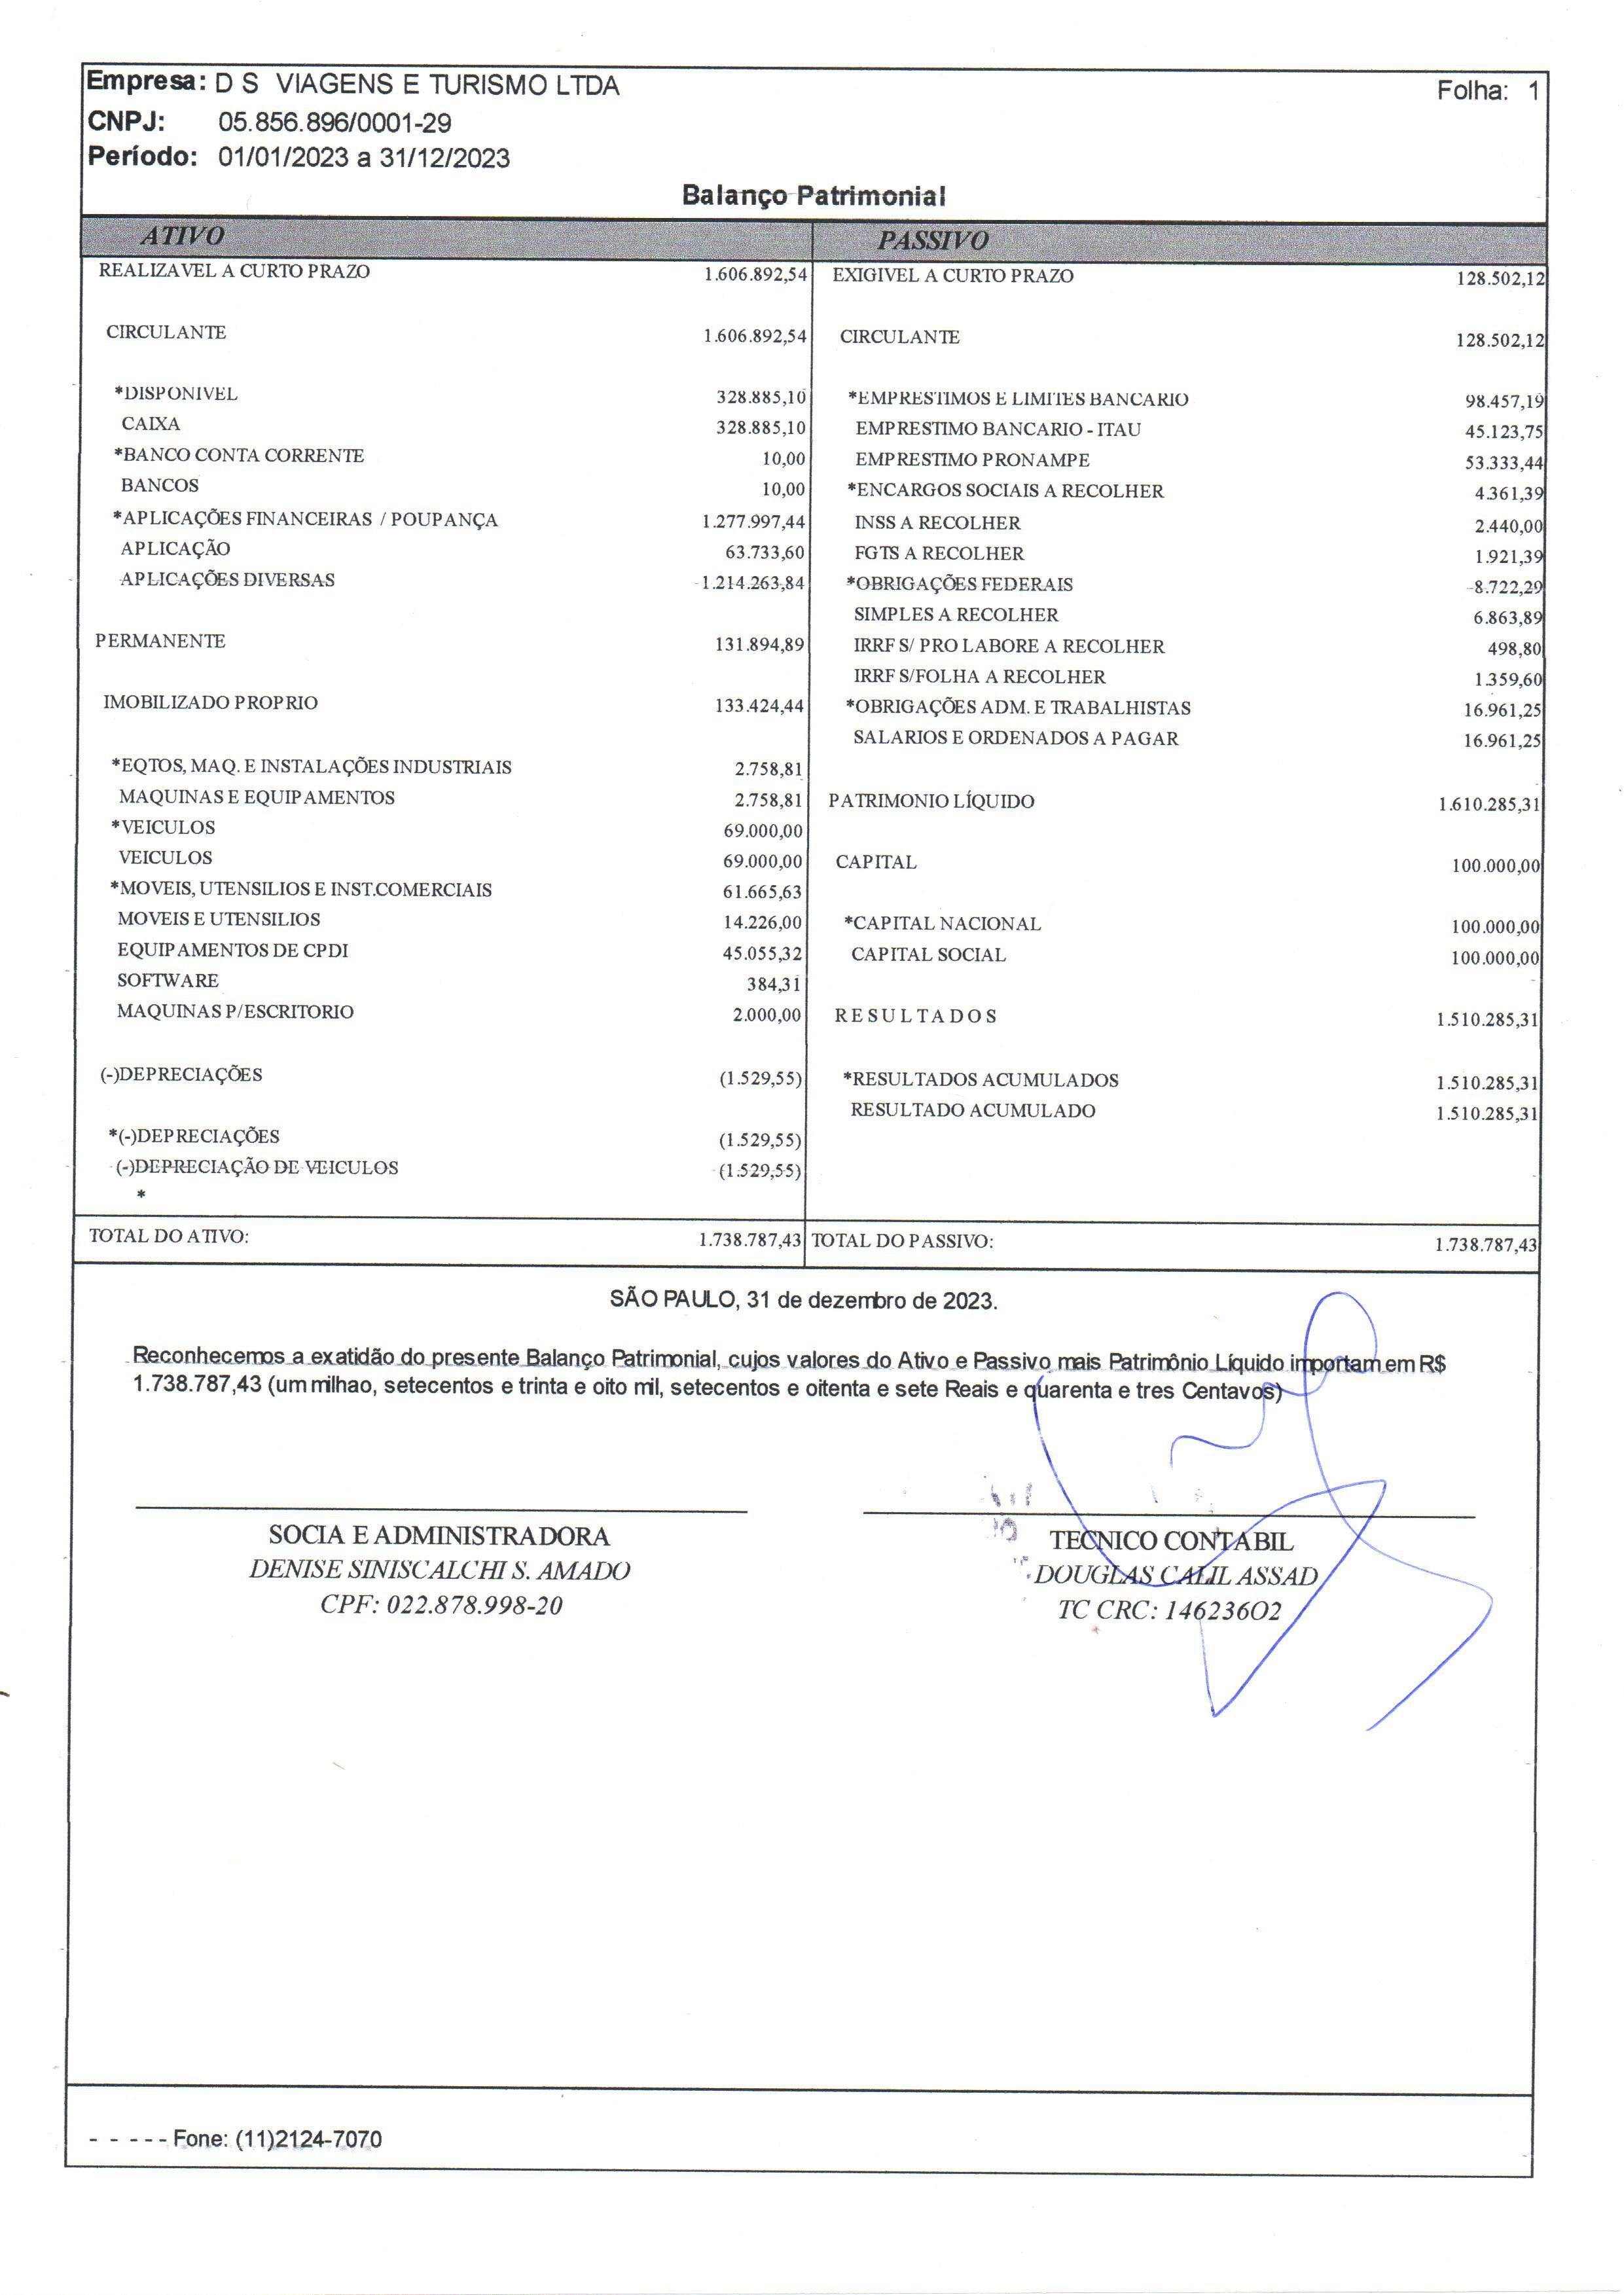 Empresa: D S VIAGENS E TURISMO LTDA Folha: 1
CNPJ: 05.856.896/0001-29
Período: 01/01/2023 a 31/12/2023
Balanço Patrimonial
ATIVO PASSIVO
REALIZAVEL A CURTO PRAZO 1.606.892,54 EXIGIVEL A CURTO PRAZO 128.502,12
CIRCULANTE 1.606.892,54 CIRCULANTE 128.502,12
*DISPONIVEL 328.885,10 *EMPRESTIMOS E LIMITES BANCARIO 98.457,19
CAIXA 328.885,10 EMPRESTIMO BANCARIO - ITAU 45.123,75
*BANCO CONTA CORRENTE 10,00 EMPRESTIMO PRONAMPE 53.333,44
BANCOS 10,00 *ENCARGOS SOCIAIS A RECOLHER 4.361,39
*APLICAÇÕES FINANCEIRAS / POUPANÇA 1.277.997,44 INSS A RECOLHER 2.440,00
APLICAÇÃO 63.733,60 FGTS A RECOLHER 1.921,39
APLICAÇÕES DIVERSAS 1.214.263,84 *OBRIGAÇÕES FEDERAIS 8.722,29
SIMPLES A RECOLHER 6.863,89
PERMANENTE 131.894,89 IRRF S/ PRO LABORE A RECOLHER 498,80
IRRF S/FOLHA A RECOLHER 1.359,60
IMOBILIZADO PROPRIO 133.424,44 *OBRIGAÇÕES ADM. E TRABALHISTAS 16.961,25
SALARIOS E ORDENADOS A PAGAR 16.961,25
*EQTOS, MAQ. E INSTALAÇÕES INDUSTRIAIS 2.758,81
MAQUINAS E EQUIPAMENTOS 2.758,81 PATRIMONIO LÍQUIDO 1.610.285,31
*VEICULOS 69.000,00
VEICULOS 69.000,00 CAPITAL 100.000,00
*MOVEIS, UTENSILIOS E INST.COMERCIAIS 61.665,63
MOVEIS E UTENSILIOS 14.226,00 *CAPITAL NACIONAL 100.000,00
EQUIPAMENTOS DE CPDI 45.055,32 CAPITAL SOCIAL 100.000,00
SOFTWARE 384,31
MAQUINAS P/ESCRITORIO 2.000,00 R E S U L T A D O S 1.510.285,31
(-)DEPRECIAÇÕES (1.529,55) *RESULTADOS ACUMULADOS 1.510.285,31
RESULTADO ACUMULADO 1.510.285,31
*(-)DEPRECIAÇÕES (1.529,55)
(-)DEPRECIAÇÃO DE VEICULOS (1.529,55)
*
TOTAL DO ATIVO: 1.738.787,43 TOTAL DO PASSIVO: 1.738.787,43
SÃO PAULO, 31 de dezembro de 2023.
Reconhecemos a exatidão do presente Balanço Patrimonial, cujos valores do Ativo e Passivo mais Patrimônio Líquido importam em R$
1.738.787,43 (um milhao, setecentos e trinta e oito mil, setecentos e oitenta e sete Reais e quarenta e tres Centavos)
SOCIA E ADMINISTRADORA TECNICO CONTABIL
DENISE SINISCALCHI S. AMADO DOUGLAS CALIL ASSAD
CPF: 022.878.998-20 TC CRC: 146236O2
- - - - - Fone: (11)2124-7070